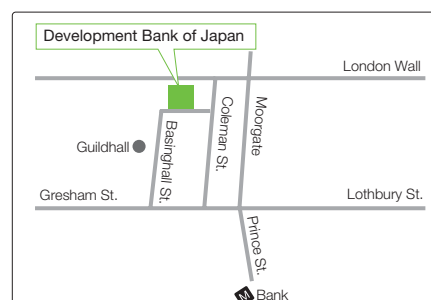 Development Bank of Japan
London Wall
Moorgate
Coleman St.
Basinghall St.
Guildhall
Gresham St.
Lothbury St.
Prince St.
M Bank